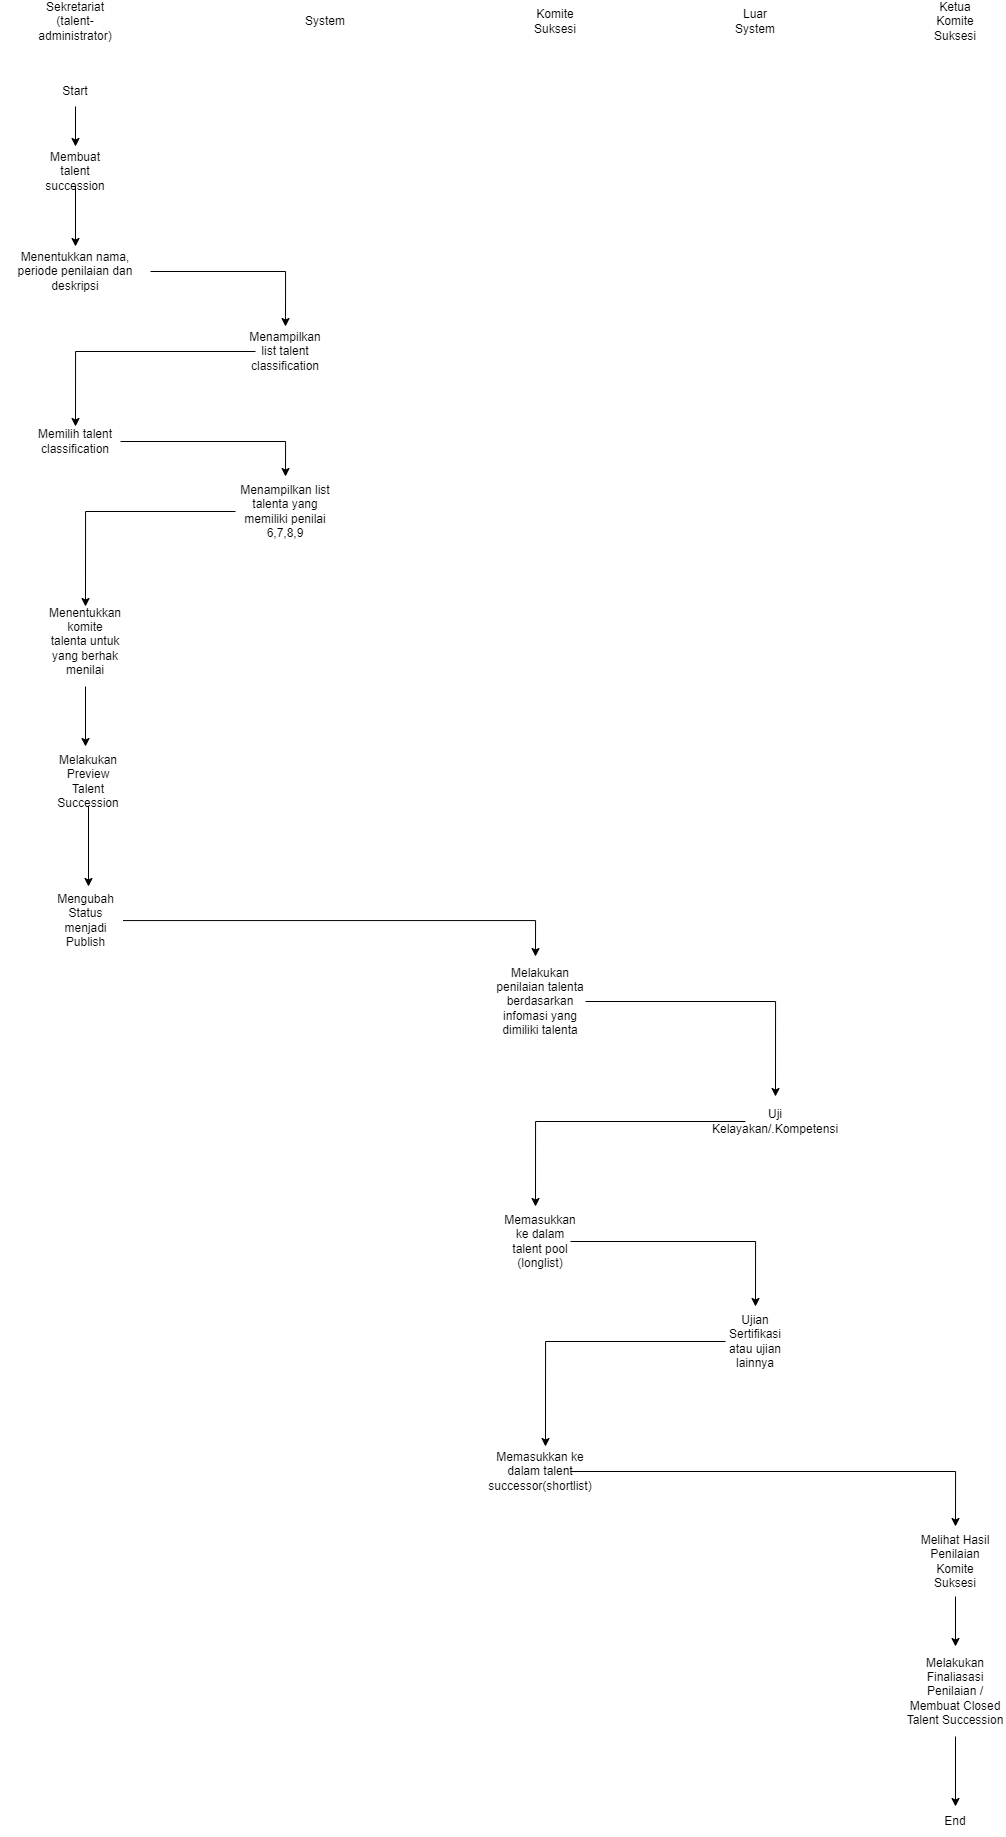 Sekretariat
(talent-
administrator)
System
Komite
Suksesi
Luar
System
Ketua
Komite
Suksesi
Start
Membuat
talent
succession
Menentukkan nama,
periode penilaian dan
deskripsi
Menampilkan
list talent
classification
Memilih talent
classification
Menampilkan list
talenta yang
memiliki penilai
6,7,8,9
Menentukkan
komite
talenta untuk
yang berhak
menilai
Melakukan
Preview
Talent
Succession
Mengubah
Status
menjadi
Publish
Melakukan
penilaian talenta
berdasarkan
infomasi yang
dimiliki talenta
Uji
Kelayakan/.Kompetensi
Memasukkan
ke dalam
talent pool
(longlist)
Ujian
Sertifikasi
atau ujian
lainnya
Memasukkan ke
dalam talent
successor(shortlist)
Melihat Hasil
Penilaian
Komite
Suksesi
Melakukan
Finaliasasi
Penilaian /
Membuat Closed
Talent Succession
End